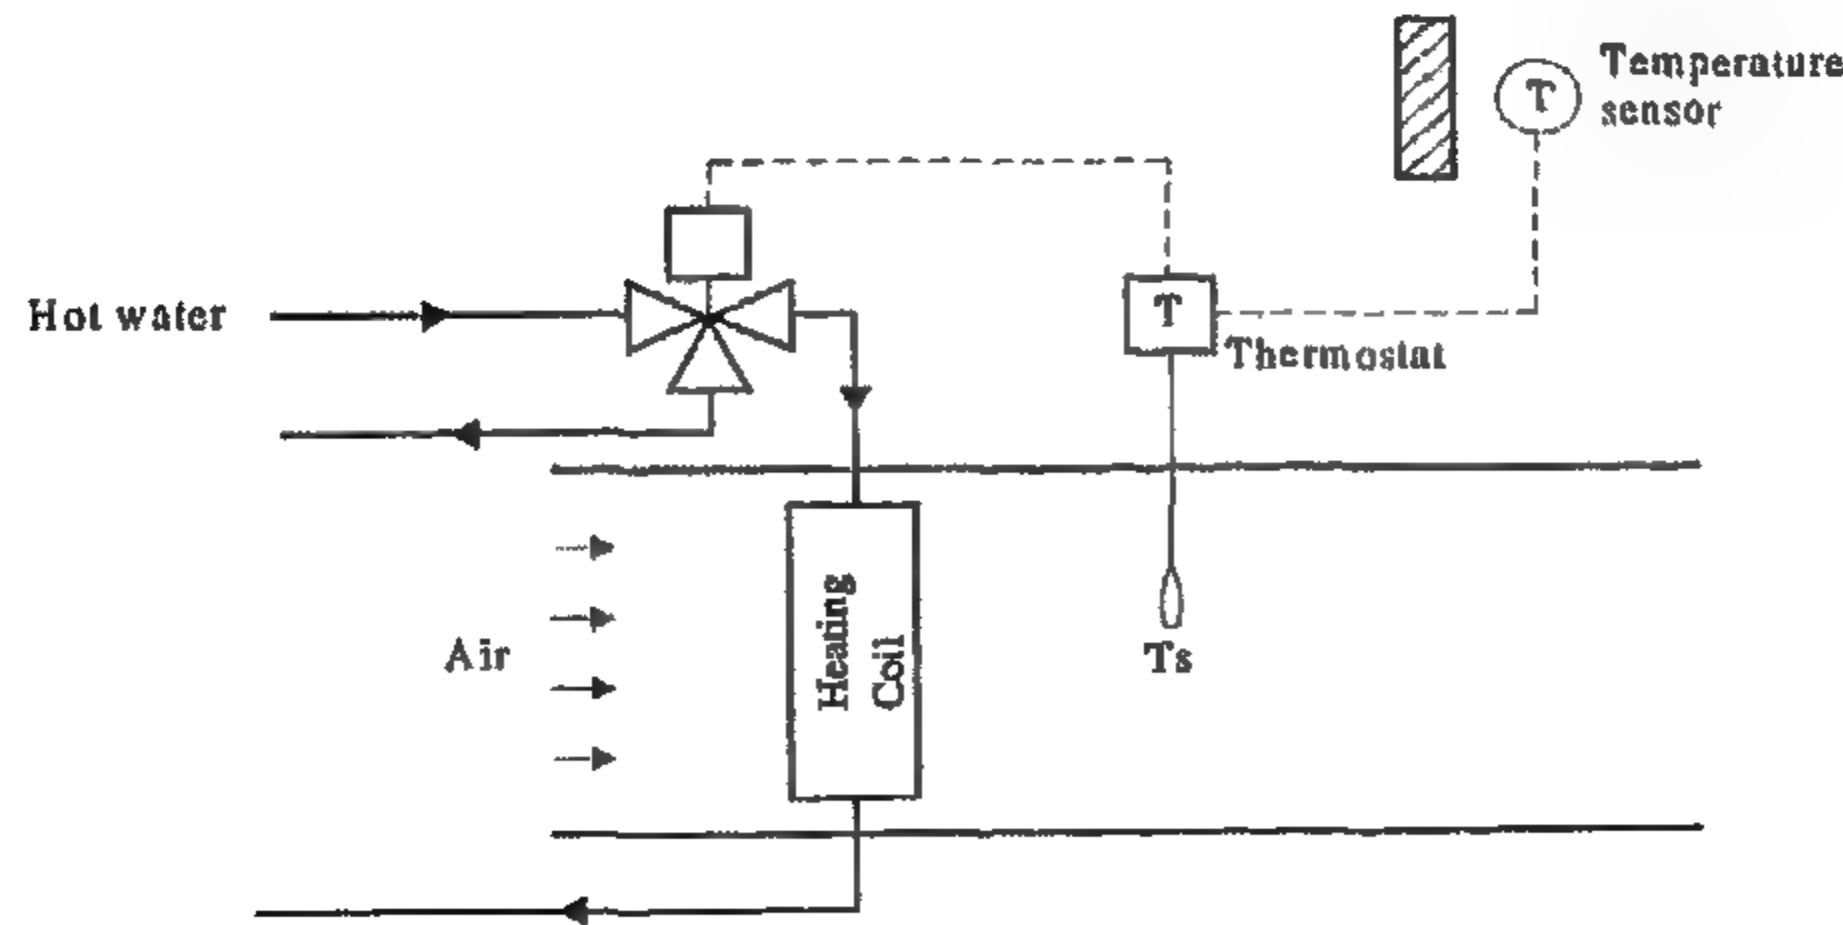 Temperature
sensor
T
Hot water
T
Thermostat
Air
Heating
Coil
Ts